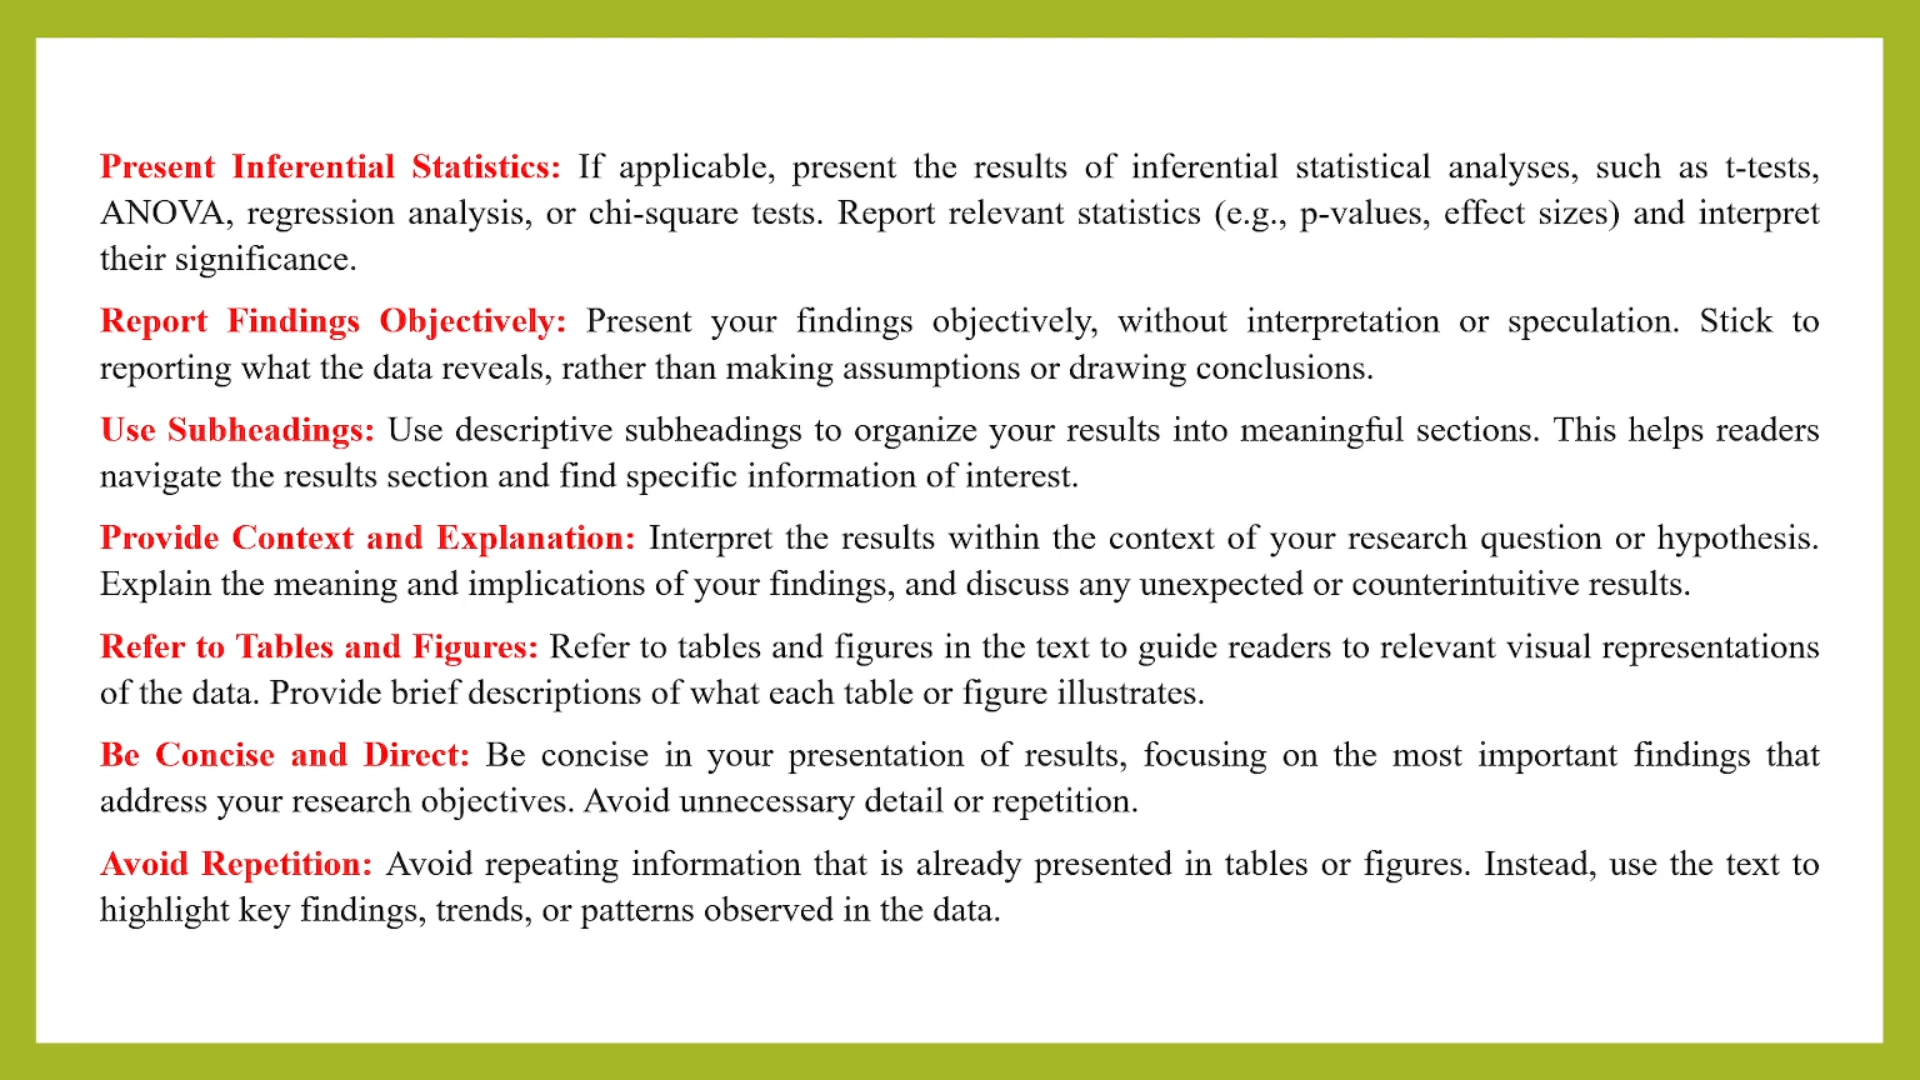 Present Inferential Statistics: If applicable, present the results of inferential statistical analyses, such as t-tests,
ANOVA, regression analysis, or chi-square tests. Report relevant statistics (e.g., p-values, effect sizes) and interpret
their significance.
Report Findings Objectively: Present your findings objectively, without interpretation or speculation. Stick to
reporting what the data reveals, rather than making assumptions or drawing conclusions.
Use Subheadings: Use descriptive subheadings to organize your results into meaningful sections. This helps readers
navigate the results section and find specific information of interest.
Provide Context and Explanation: Interpret the results within the context of your research question or hypothesis.
Explain the meaning and implications of your findings, and discuss any unexpected or counterintuitive results.
Refer to Tables and Figures: Refer to tables and figures in the text to guide readers to relevant visual representations
of the data. Provide brief descriptions of what each table or figure illustrates.
Be Concise and Direct: Be concise in your presentation of results, focusing on the most important findings that
address your research objectives. Avoid unnecessary detail or repetition.
Avoid Repetition: Avoid repeating information that is already presented in tables or figures. Instead, use the text to
highlight key findings, trends, or patterns observed in the data.